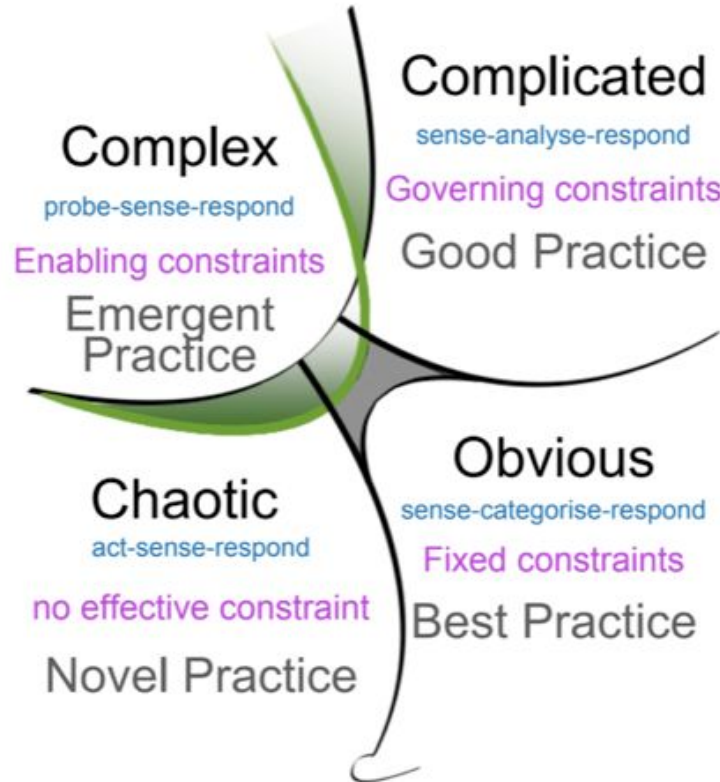 Complex
probe-sense-respond
Enabling constraints
Emergent
Practice
Complicated
sense-analyse-respond
Governing constraints
Good Practice
Chaotic
act-sense-respond
no effective constraint
Novel Practice
Obvious
sense-categorise-respond
Fixed constraints
Best Practice